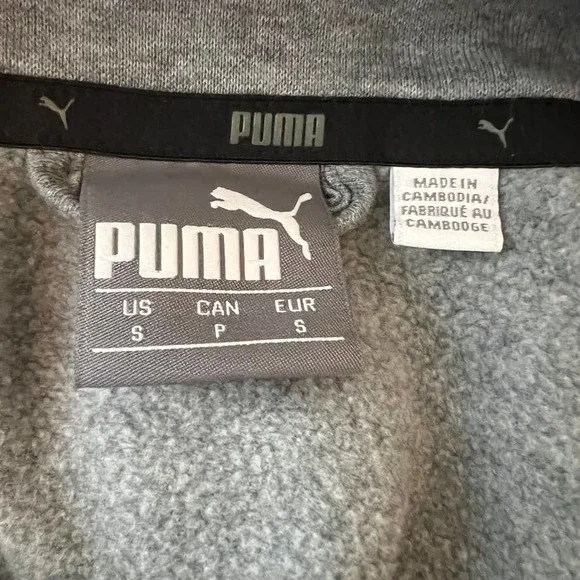 PUMA
PUMA
US CAN EUR
S P S
MADE IN
CAMBODIA/
FABRIQUÉ AU
CAMBODGE